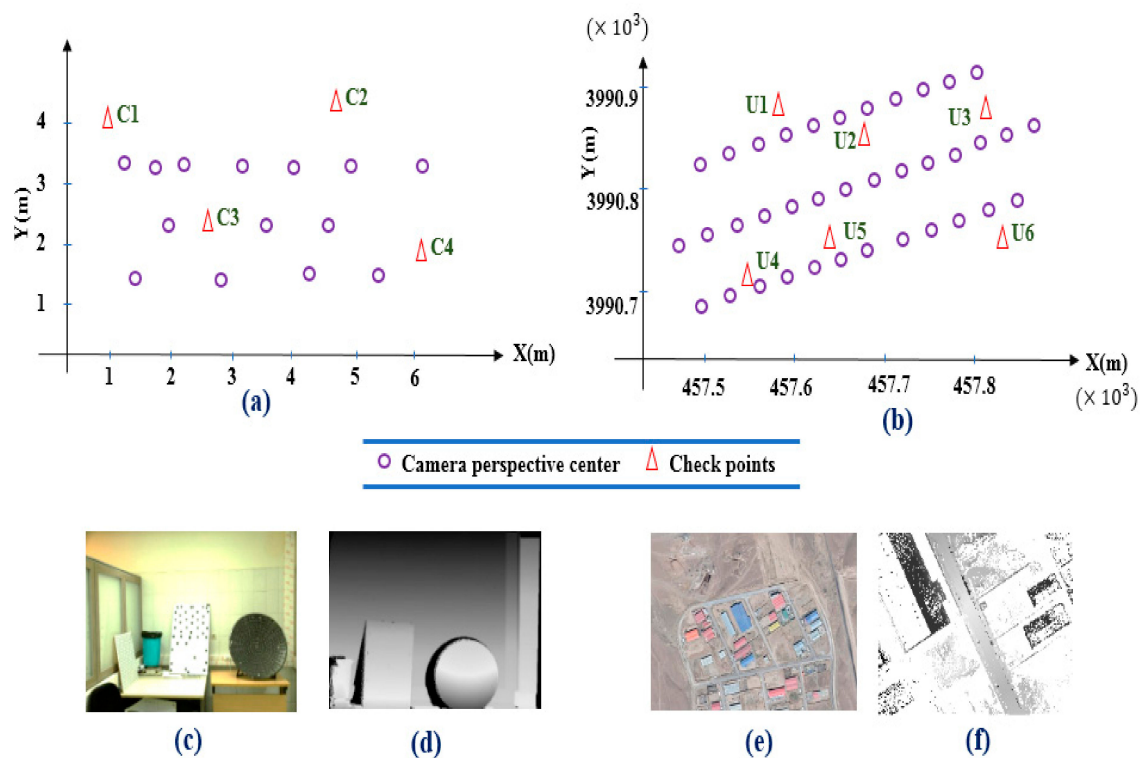 (× 10³)
C1
C2
C3
C4
Y(m)
4
3
2
1
1 2 3 4 5 6
X(m)
(a)
U1
U2
U3
U4
U5
U6
Y(m)
3990.9
3990.8
3990.7
457.5 457.6 457.7 457.8
X(m)
(× 10³)
(b)
Camera perspective center Check points
(c) (d) (e) (f)